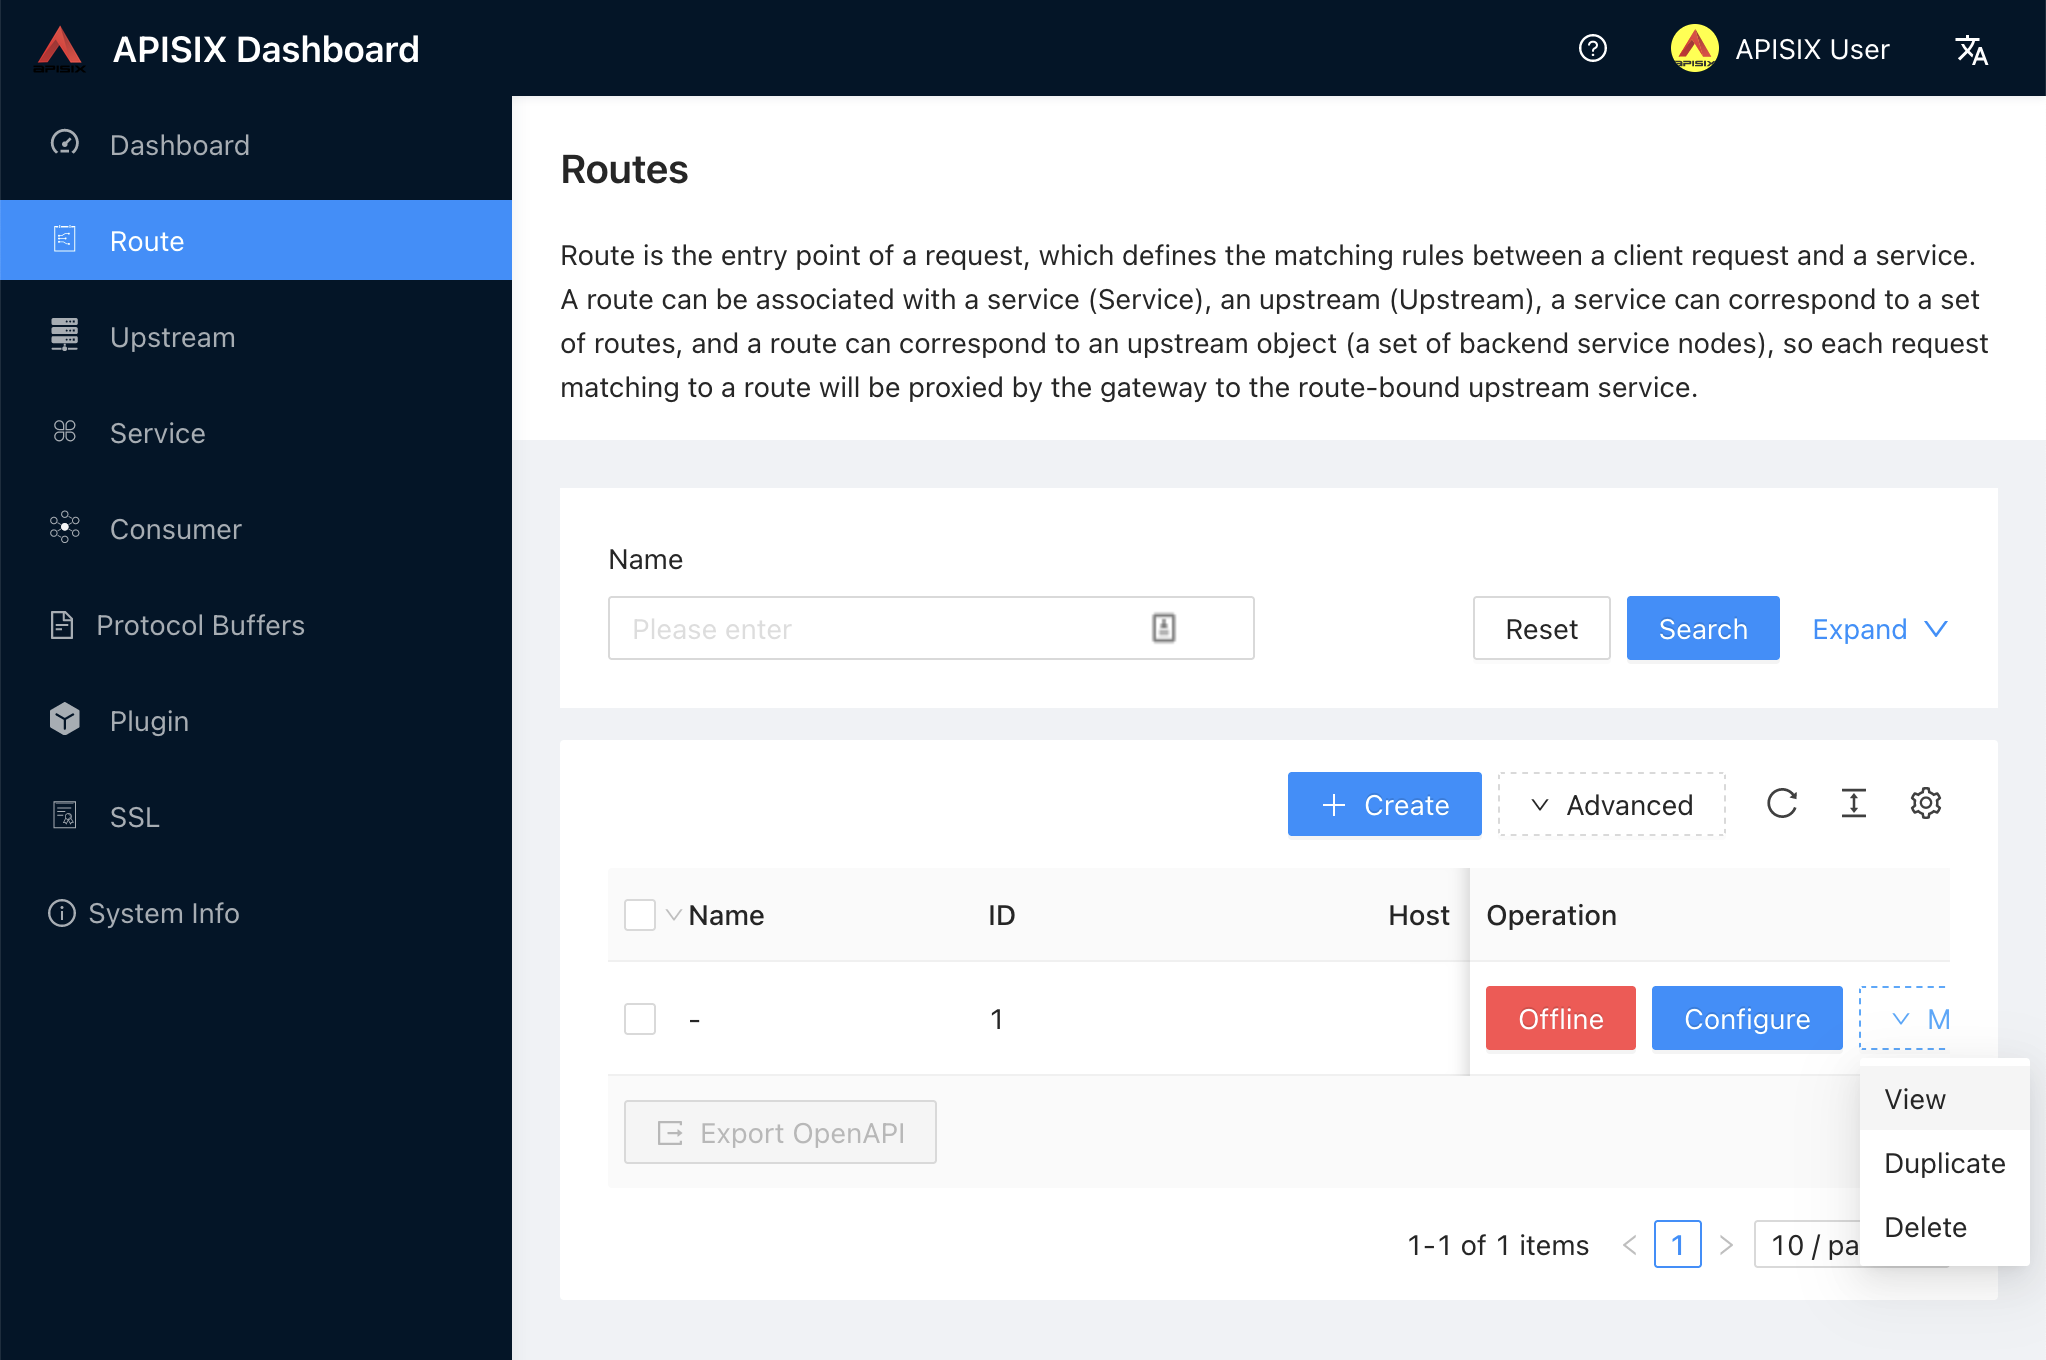 APISIX
APISIX Dashboard
APISIX
APISIX User
Dashboard
Route
Upstream
Service
Consumer
Protocol Buffers
Plugin
SSL
System Info
Routes
Route is the entry point of a request, which defines the matching rules between a client request and a service.
A route can be associated with a service (Service), an upstream (Upstream), a service can correspond to a set
of routes, and a route can correspond to an upstream object (a set of backend service nodes), so each request
matching to a route will be proxied by the gateway to the route-bound upstream service.
Name
Please enter
Reset
Search
Expand
Create
Advanced
Name ID Host Operation
- 1 Offline Configure M
View
Duplicate
Delete
Export OpenAPI
1-1 of 1 items < 1 > 10 / pa